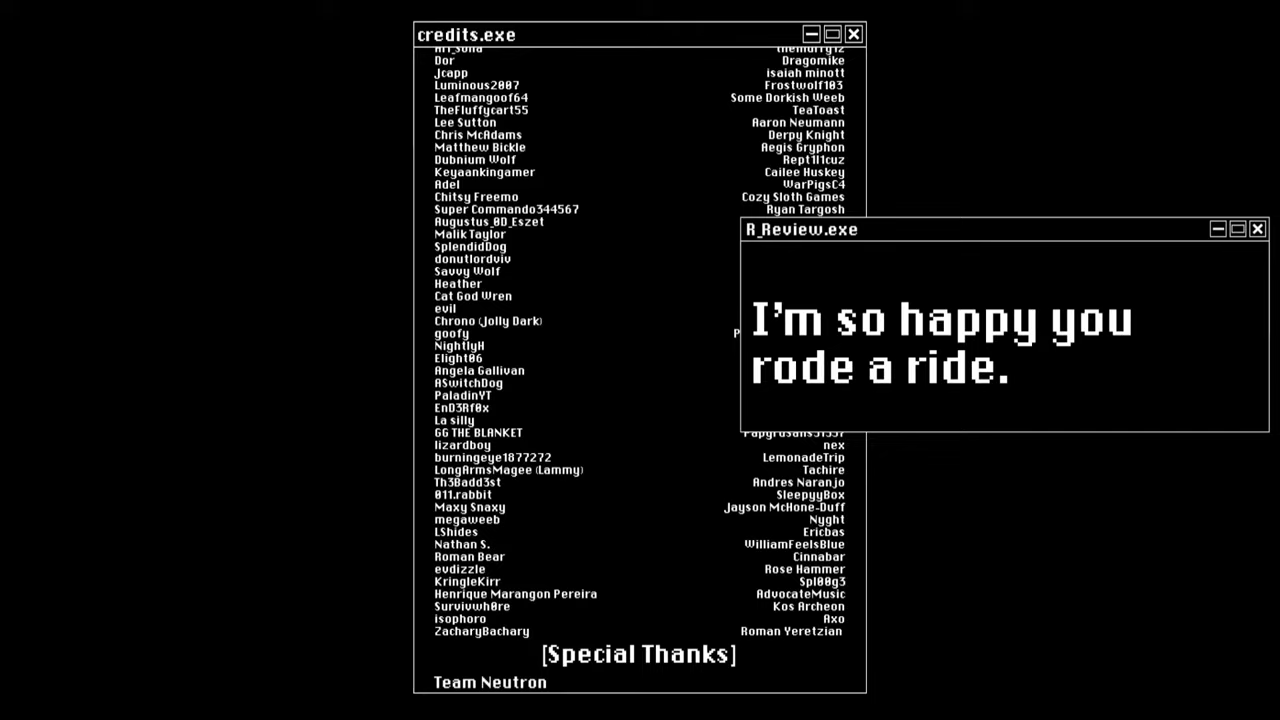 credits.exe
Dor
Dragomike
Jcapp
isaiah minott
Luminous2007
Frostwolf103
Leafmangoof64
Some Dorkish Weeb
TheFluffycart55
TeaToast
Lee Sutton
Aaron Neumann
Chris McAdams
Derpy Knight
Matthew Bickle
Aegis Gryphon
Dubnium Wolf
Rept1l1cuz
Keyaankingamer
Cailee Huskey
Adel
WarPigsC4
Chitsy Freemo
Cozy Sloth Games
Super Commando344567
Ryan Targosh
Augustus_0D_Eszet
Malik Taylor
SplendidDog
donutlordviv
Savvy Wolf
Heather
Cat God Wren
evil
Chrono (Jolly Dark)
goofy
NightlyH
Elight06
Angela Gallivan
ASwitchDog
PaladinYT
EnD3Rf0x
La silly
GG THE BLANKET
lizardboy
nex
burningeye1877272
LemonadeTrip
LongArmsMagee (Lammy)
Tachire
Th3Badd3st
Andres Naranjo
011.rabbit
SleepyyBox
Maxy Snaxy
Jayson McHone-Duff
megaweeb
Nyght
LShides
Ericbas
Nathan S.
WilliamFeelsBlue
Roman Bear
Cinnabar
evdizzle
Rose Hammer
KringleKirr
Spl00g3
Henrique Marangon Pereira
AdvocateMusic
Survivwh0re
Kos Archeon
isophoro
Axo
ZacharyBachary
Roman Yeretzian
[Special Thanks]
Team Neutron
R_Review.exe
I'm so happy you
rode a ride.